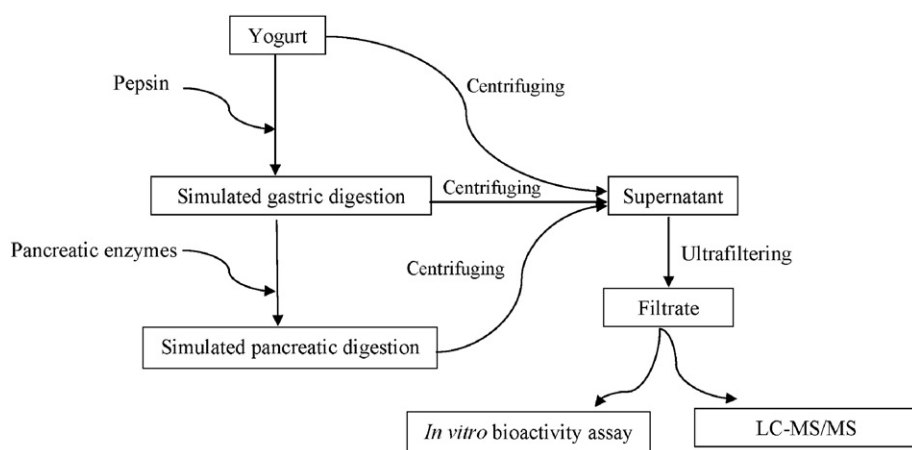 Yogurt
Pepsin
Centrifuging
Simulated gastric digestion
Centrifuging
Supernatant
Pancreatic enzymes
Centrifuging
Ultrafiltering
Filtrate
Simulated pancreatic digestion
In vitro bioactivity assay
LC-MS/MS